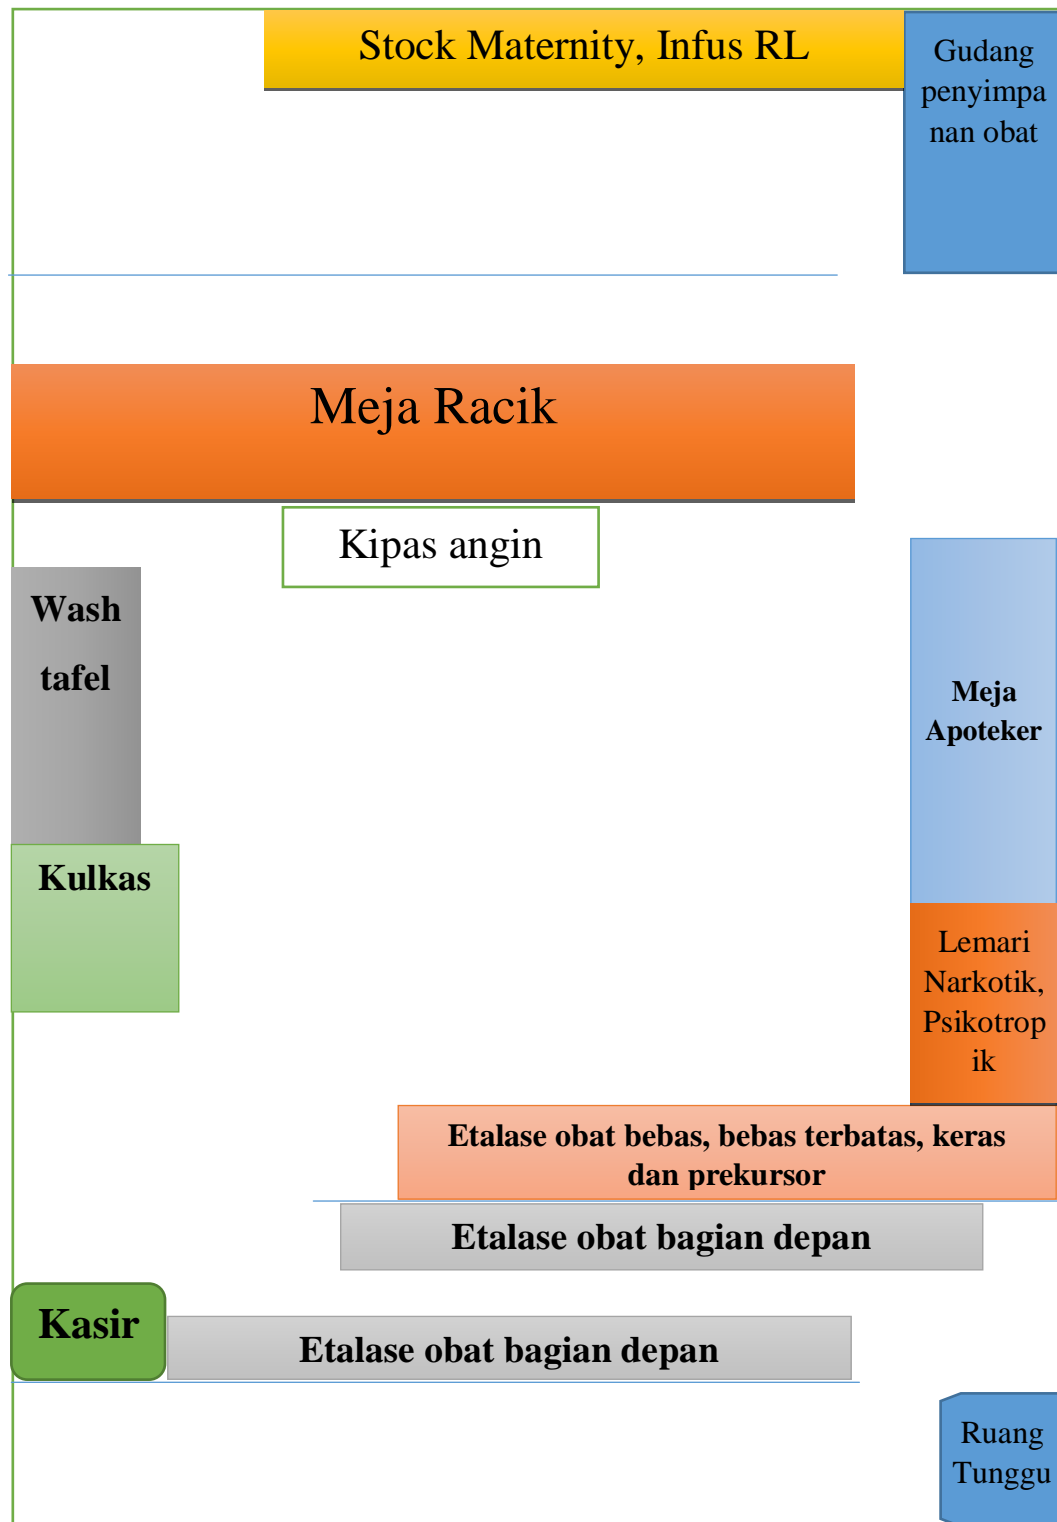 Stock Maternity, Infus RL
Gudang
penyimpa
nan obat
Meja Racik
Kipas angin
Wash
tafel
Meja
Apoteker
Kulkas
Lemari
Narkotik,
Psikotrop
ik
Etalase obat bebas, bebas terbatas, keras
dan prekursor
Etalase obat bagian depan
Kasir
Etalase obat bagian depan
Ruang
Tunggu